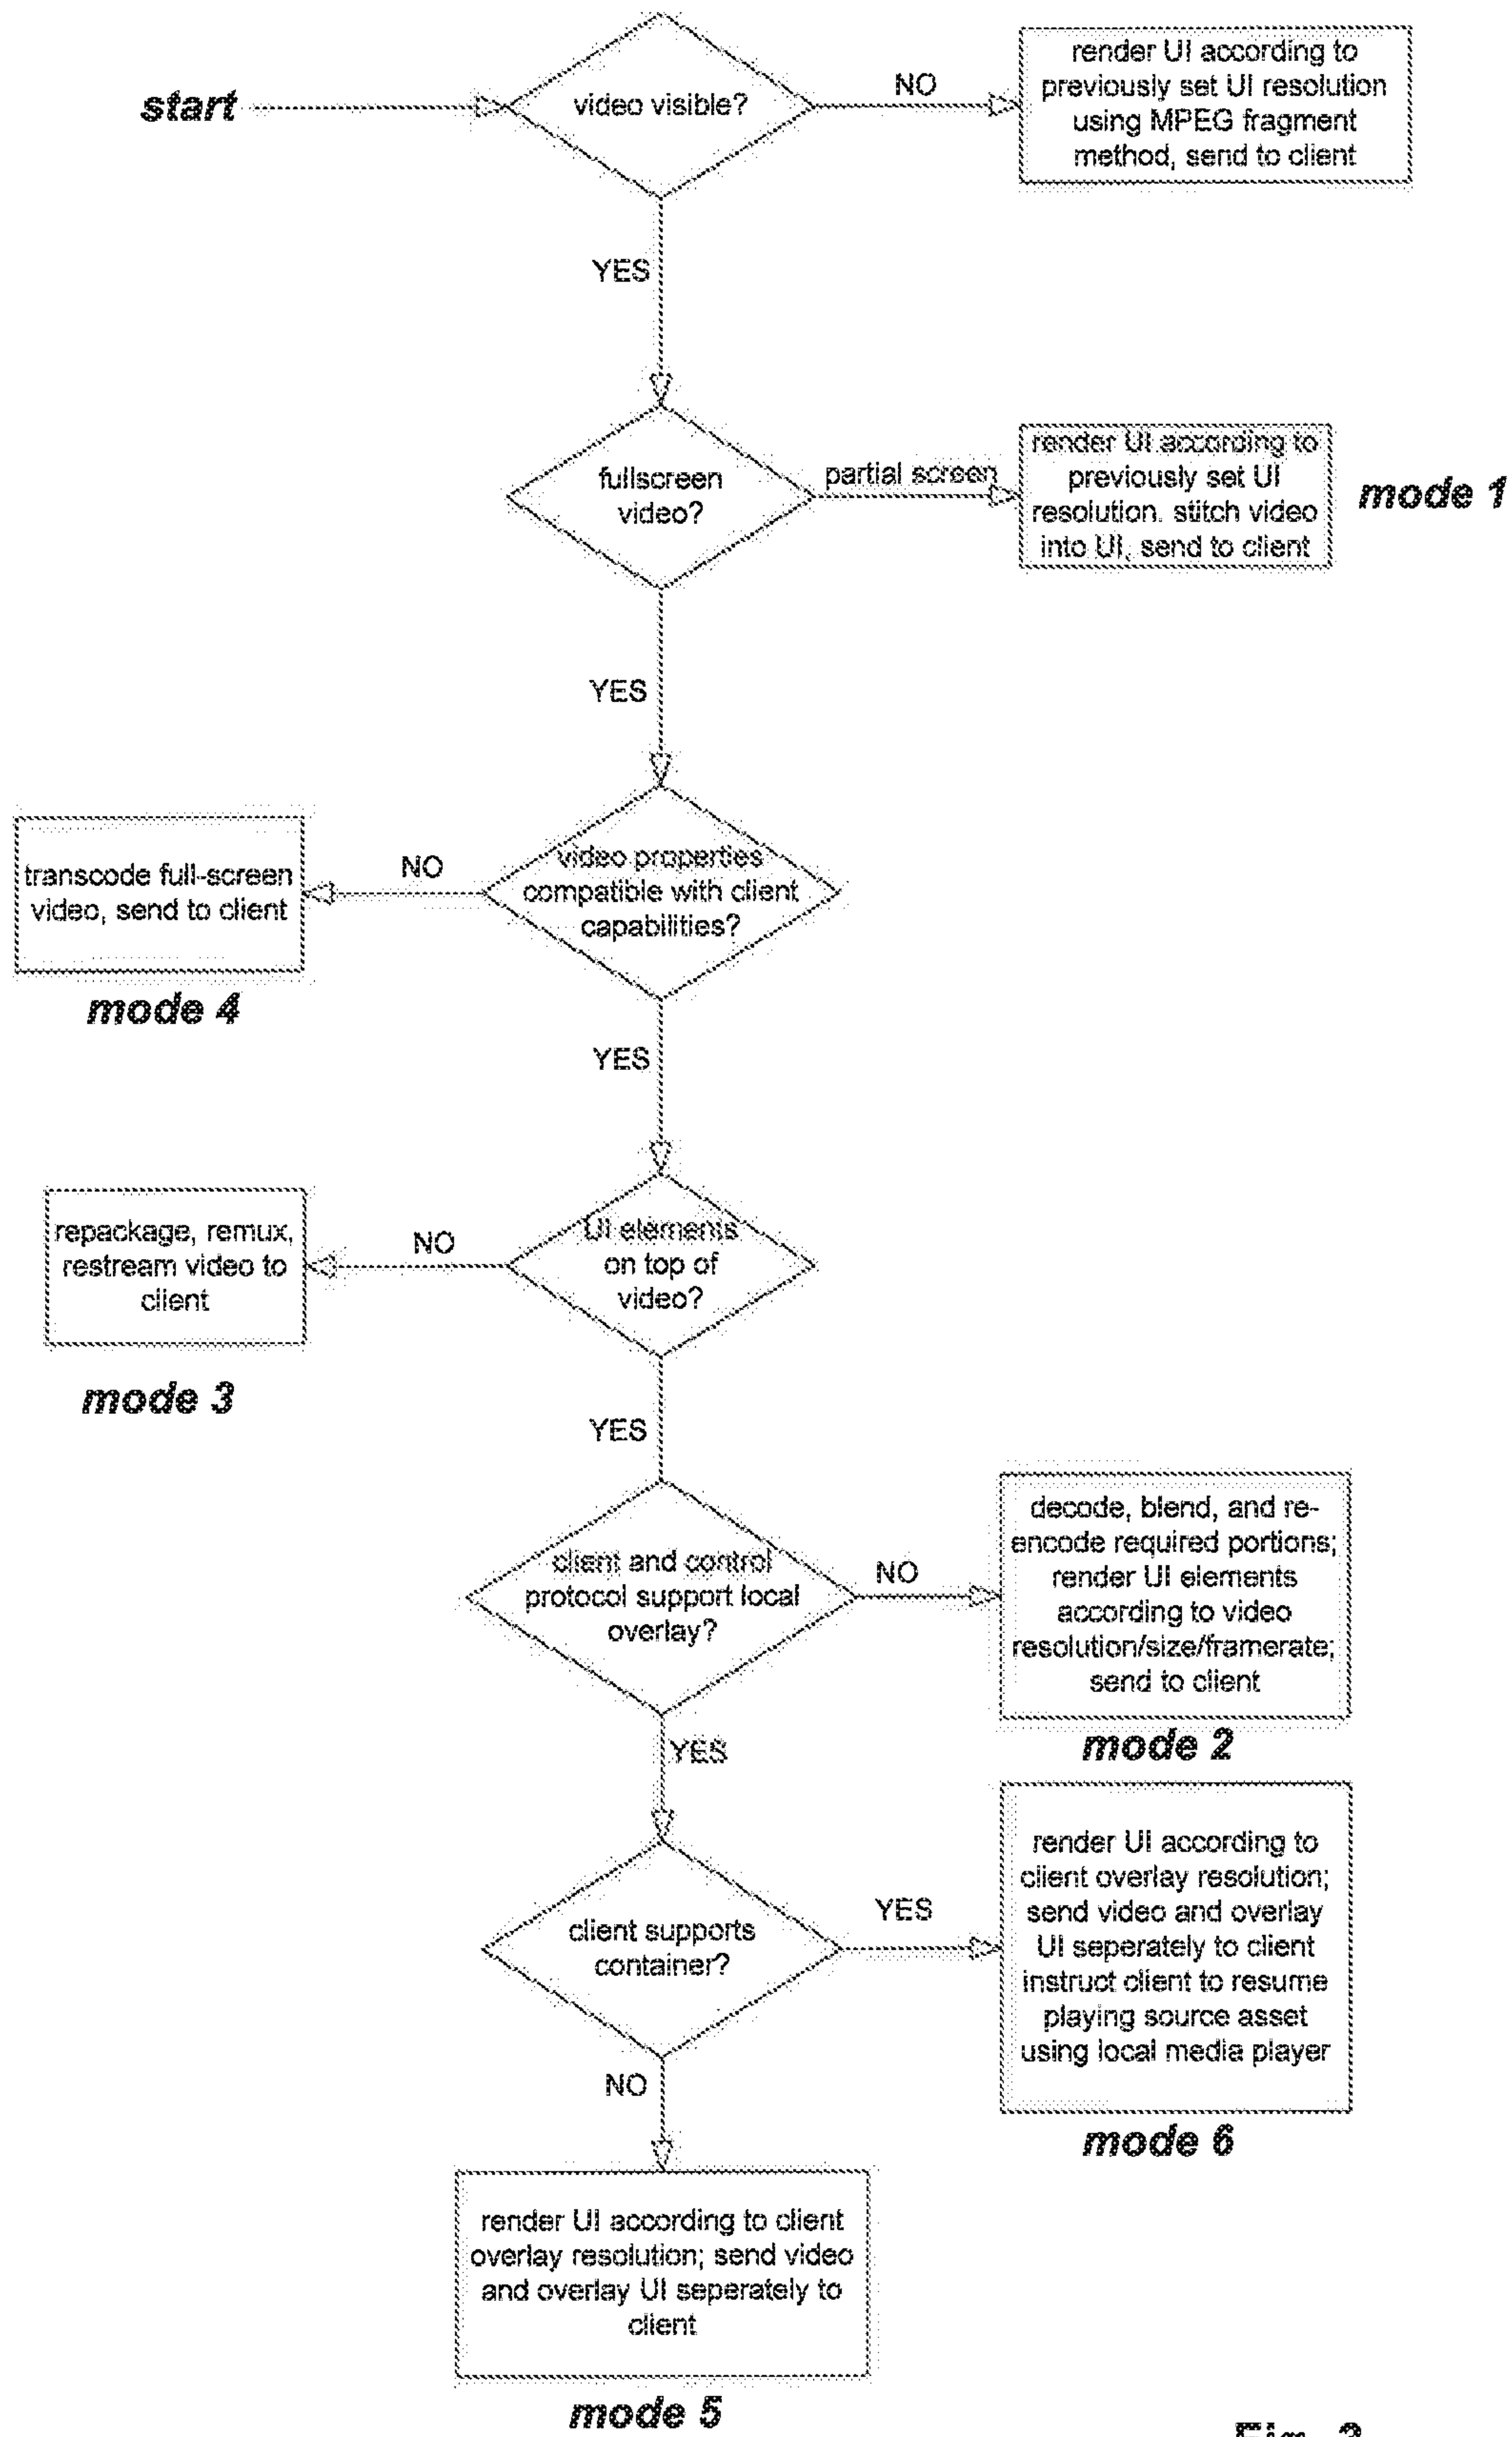 start
video visible?
NO
render UI according to
previously set UI resolution
using MPEG fragment
method, send to client
YES
fullscreen
video?
partial screen
render UI according to
previously set UI
resolution. stitch video
into UI, send to client
mode 1
YES
video properties
compatible with client
capabilities?
NO
transcode full-screen
video, send to client
mode 4
YES
UI elements
on top of
video?
NO
repackage, remux,
restream video to
client
mode 3
YES
client and control
protocol support local
overlay?
NO
decode, blend, and re-
encode required portions;
render UI elements
according to video
resolution/size/framerate;
send to client
mode 2
YES
client supports
container?
YES
render UI according to
client overlay resolution;
send video and overlay
UI seperately to client
instruct client to resume
playing source asset
using local media player
mode 6
NO
render UI according to client
overlay resolution; send video
and overlay UI seperately to
client
mode 5
Fig.